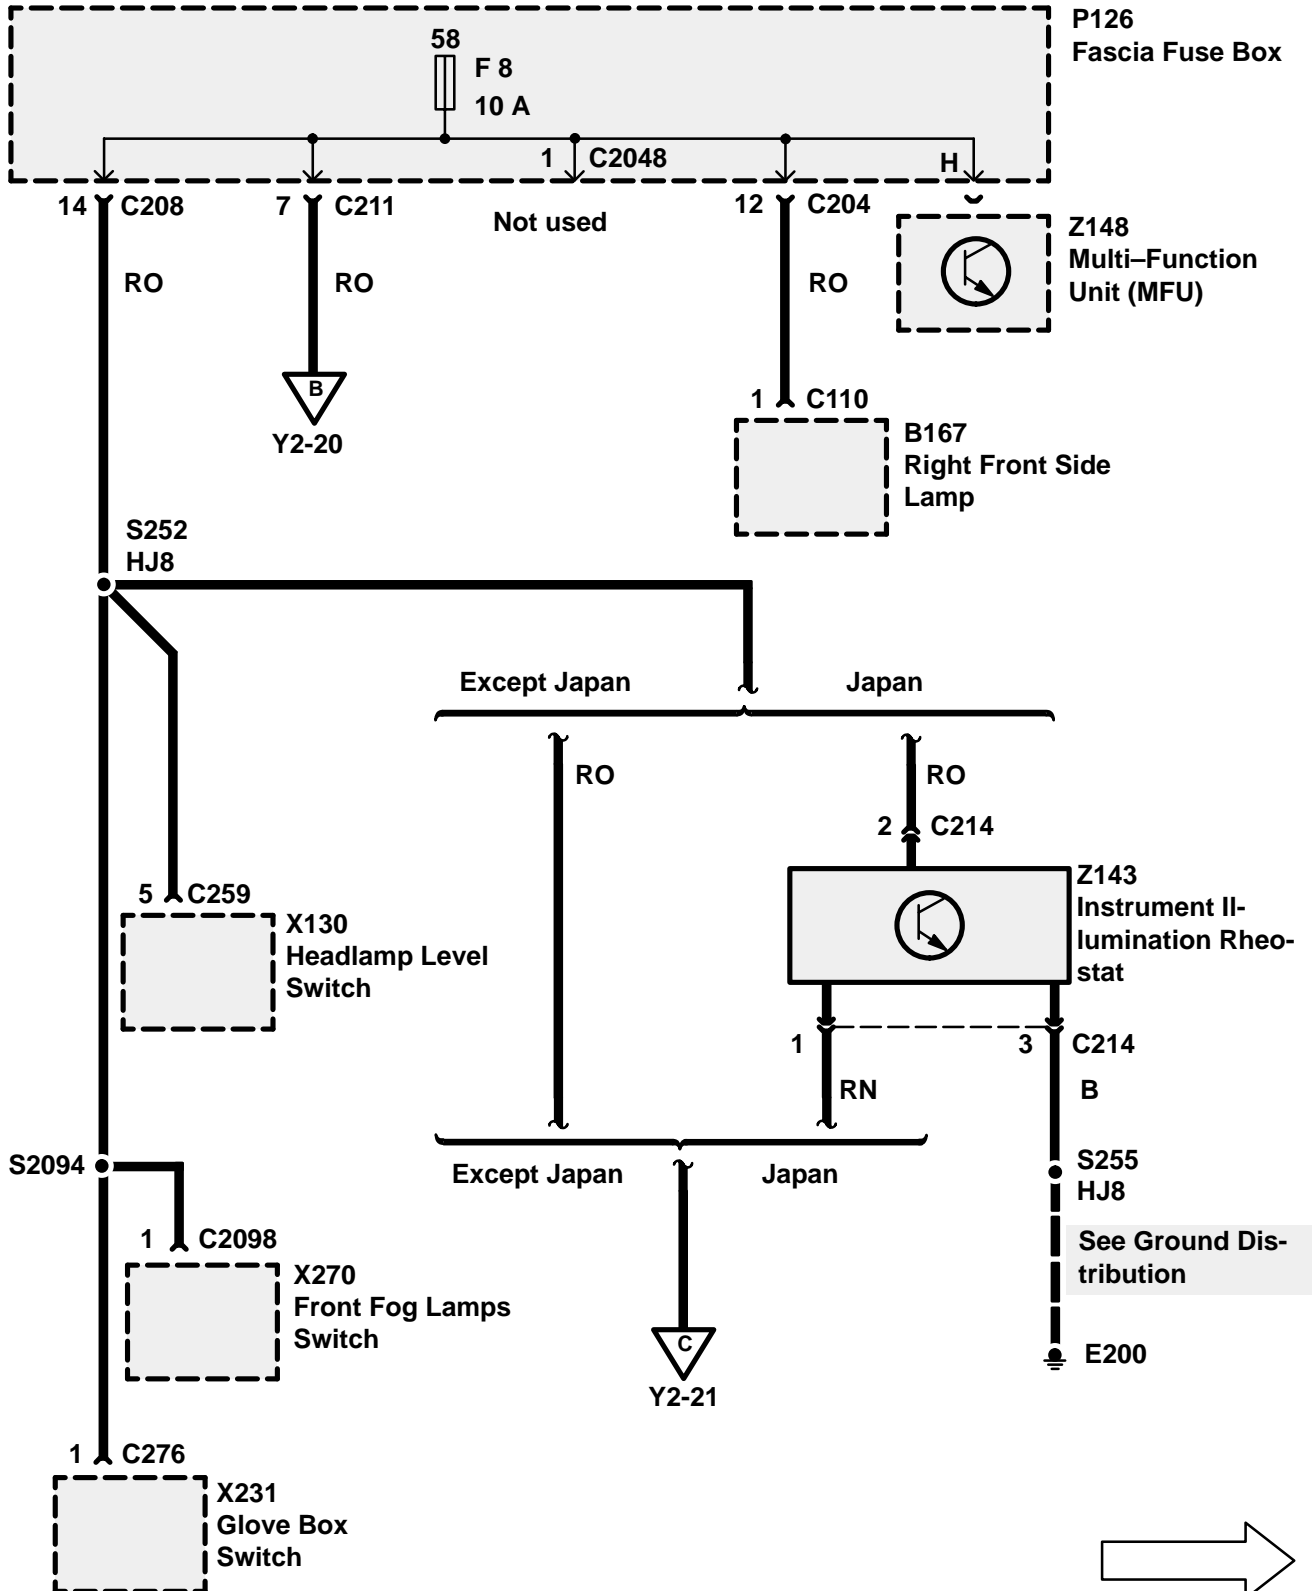 P126
Fascia Fuse Box
58
F 8
10 A
1 C2048
H
14 C208
7 C211
Not used
12 C204
Z148
Multi–Function
Unit (MFU)
RO
RO
RO
B
Y2-20
1 C110
B167
Right Front Side
Lamp
S252
HJ8
Except Japan
Japan
RO
RO
2 C214
Z143
Instrument Il-
lumination Rheo-
stat
5 C259
X130
Headlamp Level
Switch
1
3 C214
RN
B
S2094
Except Japan
Japan
S255
HJ8
See Ground Dis-
tribution
1 C2098
X270
Front Fog Lamps
Switch
C
Y2-21
E200
1 C276
X231
Glove Box
Switch